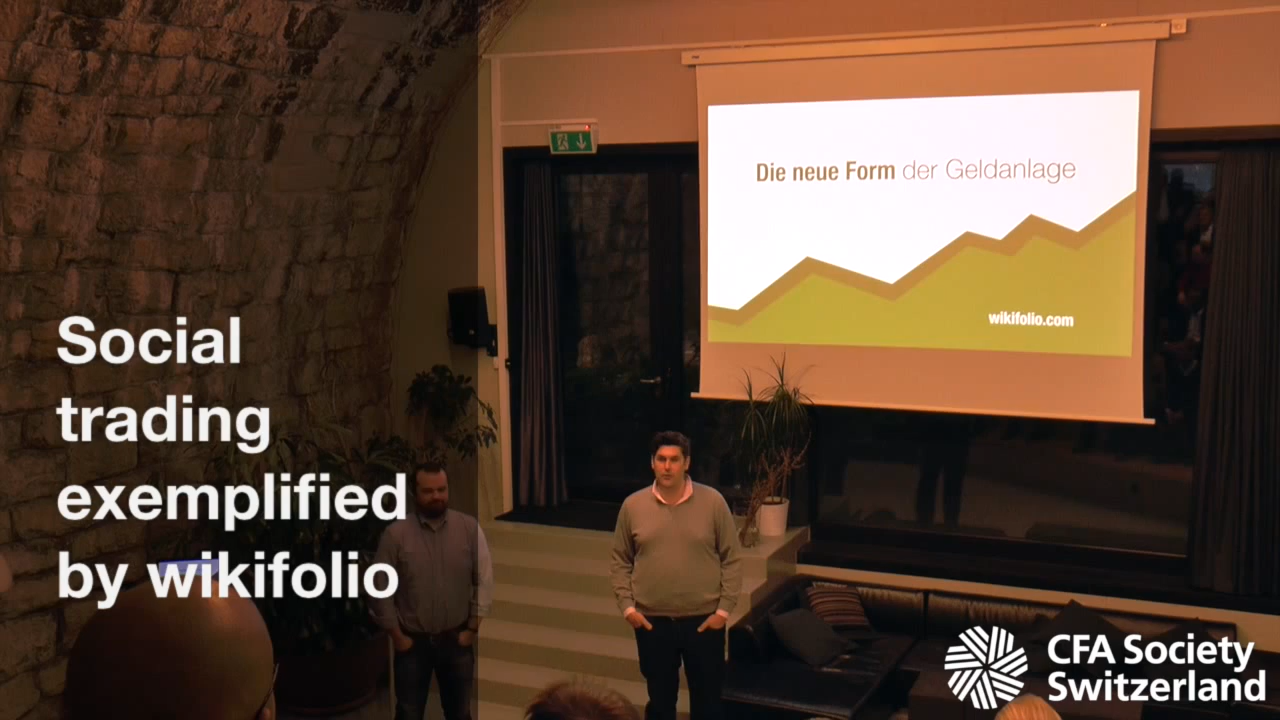 Die neue Form der Geldanlage
wikifolio.com
Social
trading
exemplified
by wikifolio
CFA Society
Switzerland